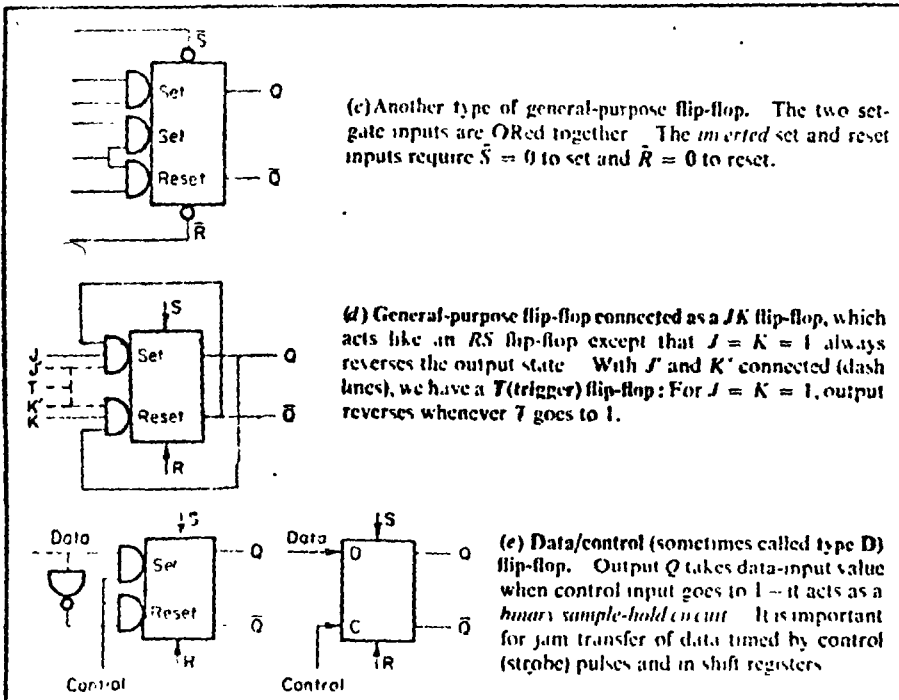 S̄
Set
Q
Set
Reset
Q̄
R̄
(c) Another type of general-purpose flip-flop. The two set-
gate inputs are ORed together The inverted set and reset
inputs require S̄ = 0 to set and R̄ = 0 to reset.
S
J
Set
Q
J'
T
K'
Reset
Q̄
K
R
(d) General-purpose flip-flop connected as a JK flip-flop, which
acts like an RS flip-flop except that J = K = 1 always
reverses the output state With J' and K' connected (dash
lines), we have a T(trigger) flip-flop: For J = K = 1, output
reverses whenever T goes to 1.
Data
S
Set
Q
Reset
Q̄
R
Control
Data
S
D
Q
C
Q̄
R
Control
(e) Data/control (sometimes called type D)
flip-flop. Output Q takes data-input value
when control input goes to 1 – it acts as a
binary sample-hold circuit It is important
for jam transfer of data timed by control
(strobe) pulses and in shift registers